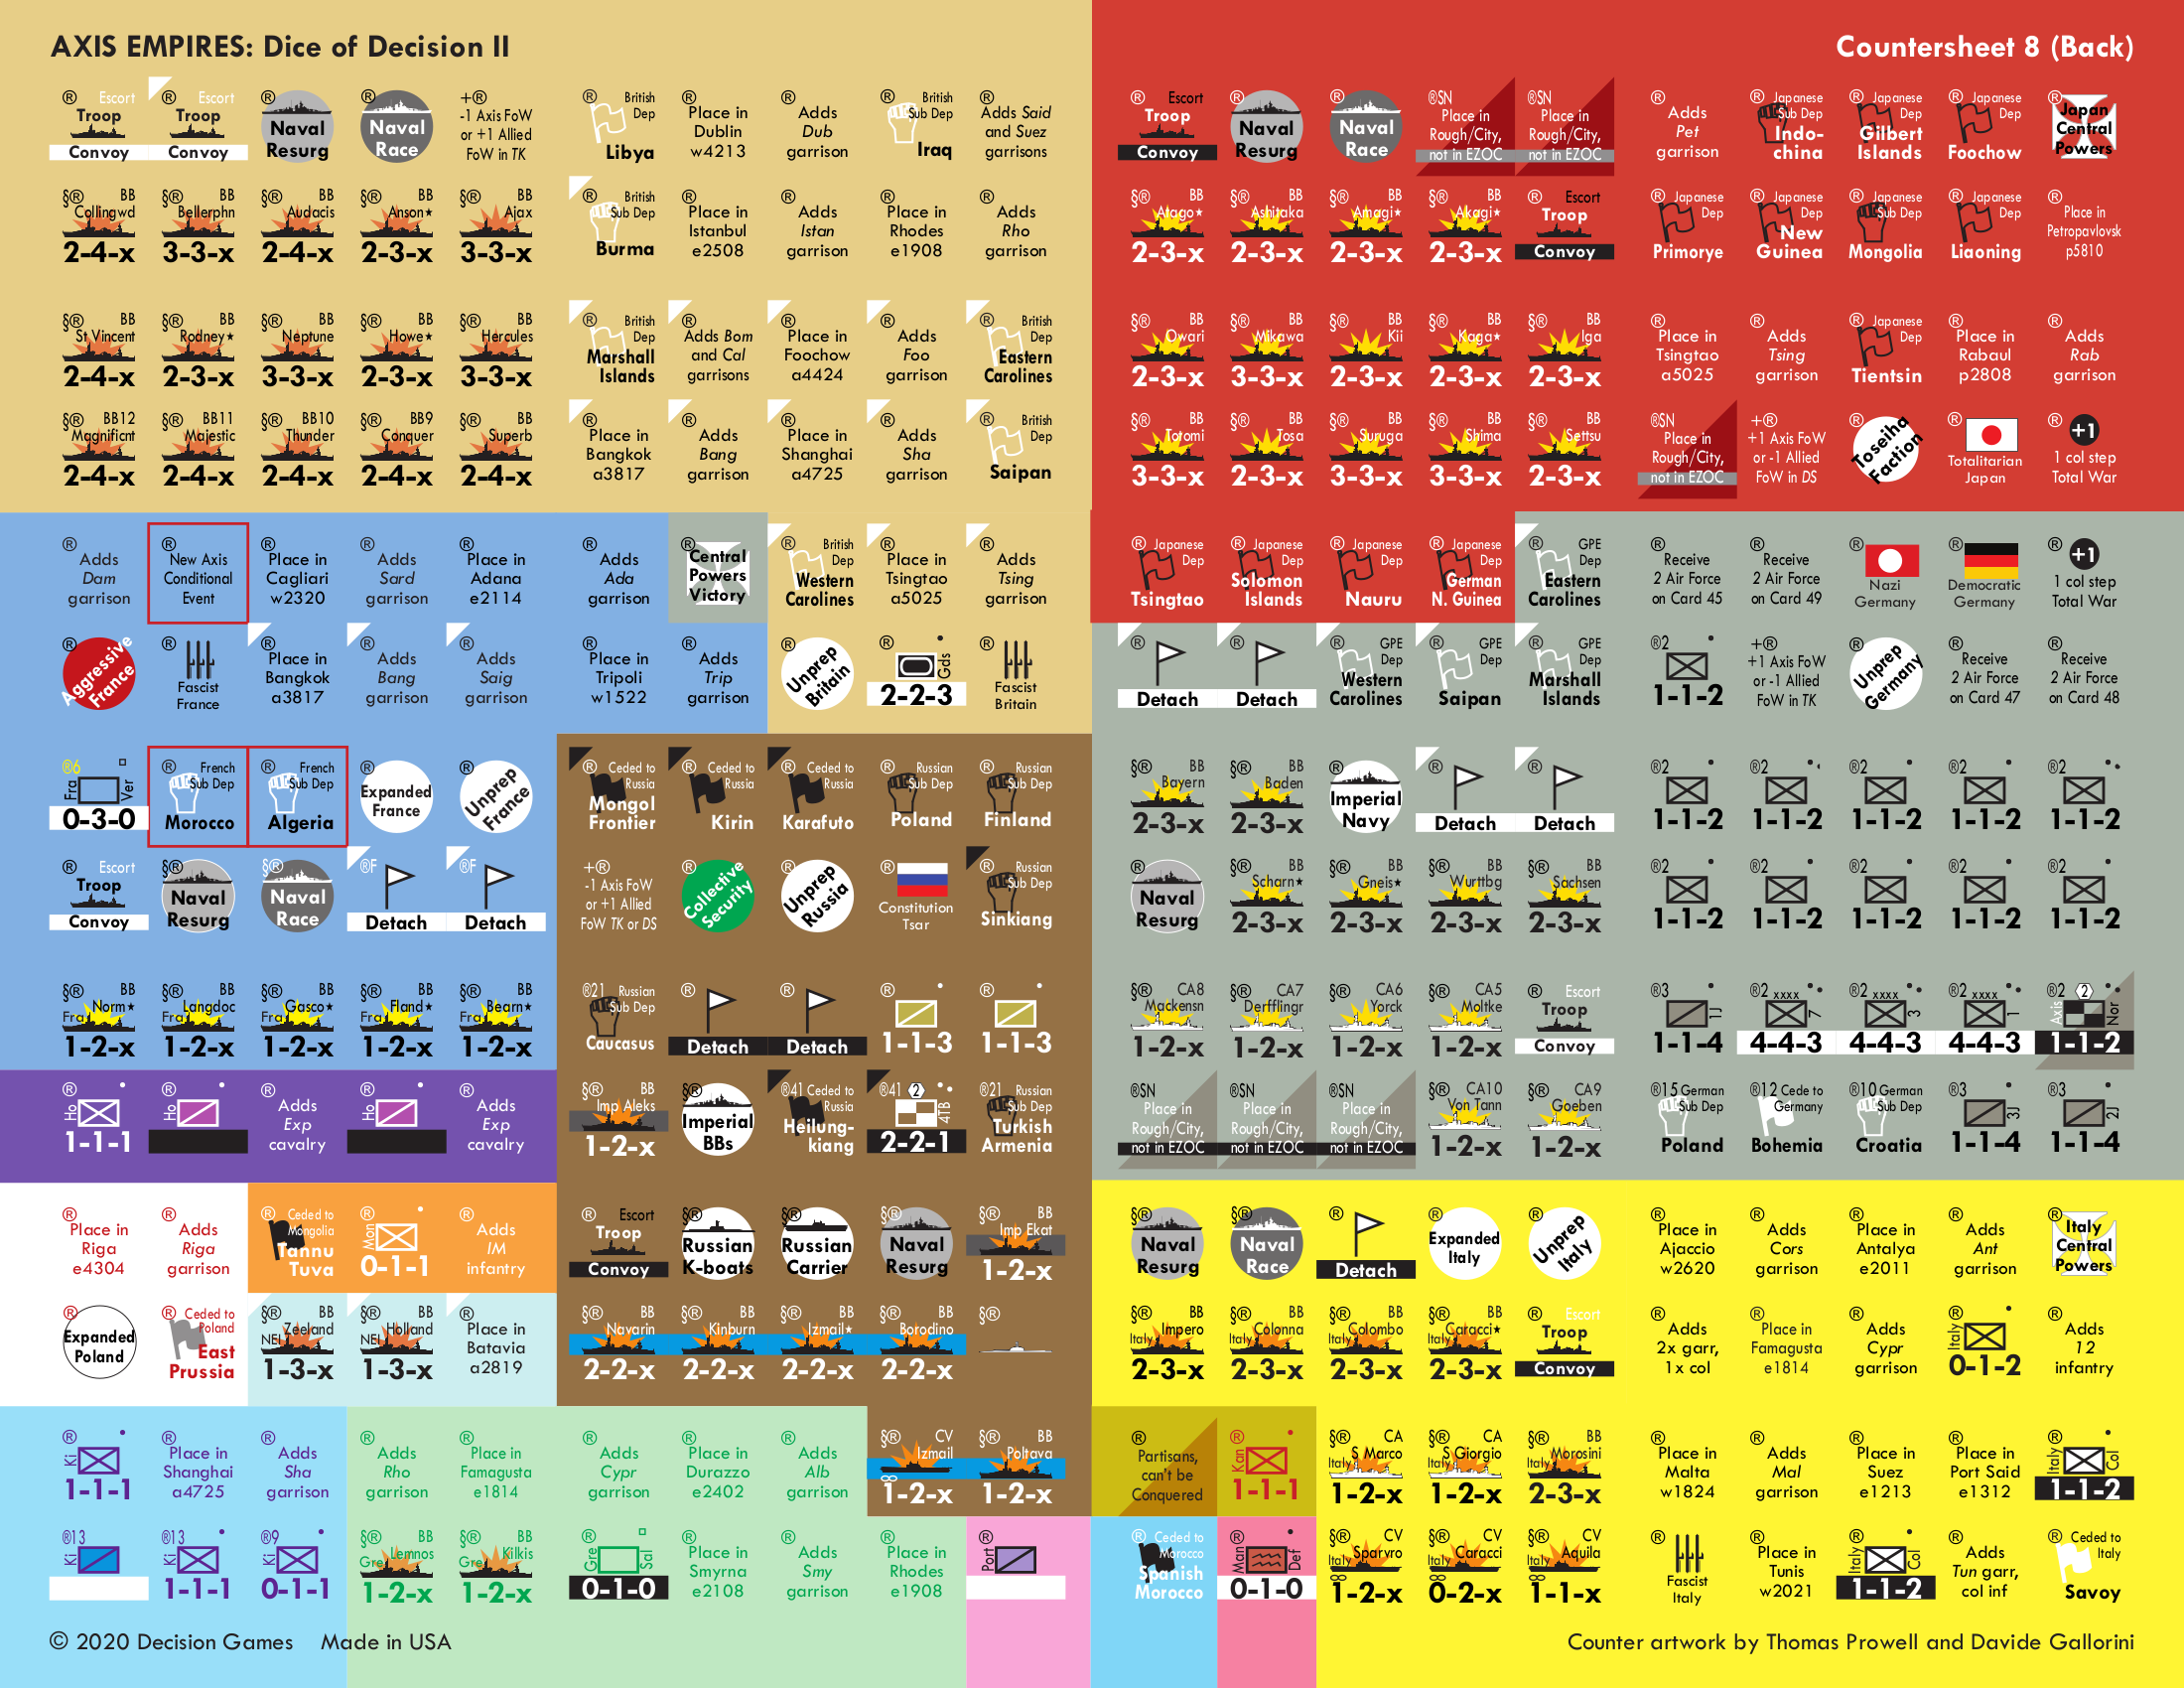 AXIS EMPIRES: Dice of Decision II
Countersheet 8 (Back)
® Escort
Troop
Convoy
® Escort
Troop
Convoy
®
Naval
Resurg
®
Naval
Race
+®
-1 Axis FoW
or +1 Allied
FoW in TK
® British
Dep
Libya
®
Place in
Dublin
w4213
®
Adds
Dub
garrison
® British
Sub Dep
Iraq
®
Adds Said
and Suez
garrisons
® Escort
Troop
Convoy
®
Naval
Resurg
®
Naval
Race
®SN
Place in
Rough/City,
not in EZOC
®SN
Place in
Rough/City,
not in EZOC
®
Adds
Pet
garrison
® Japanese
Sub Dep
Indo-
china
® Japanese
Dep
Gilbert
Islands
® Japanese
Dep
Foochow
®
Japan
Central
Powers
§® BB
Collingwd
2-4-x
§® BB
Bellerphn
3-3-x
§® BB
Audacis
2-4-x
§® BB
Anson★
2-3-x
§® BB
Ajax
3-3-x
® British
Sub Dep
Burma
®
Place in
Istanbul
e2508
®
Adds
Istan
garrison
®
Place in
Rhodes
e1908
®
Adds
Rho
garrison
§® BB
Atago★
2-3-x
§® BB
Ashitaka
2-3-x
§® BB
Amagi★
2-3-x
§® BB
Akagi★
2-3-x
® Escort
Troop
Convoy
® Japanese
Dep
Primorye
® Japanese
Dep
New
Guinea
® Japanese
Sub Dep
Mongolia
® Japanese
Dep
Liaoning
®
Place in
Petropavlovsk
p5810
§® BB
St Vincent
2-4-x
§® BB
Rodney★
2-3-x
§® BB
Neptune
3-3-x
§® BB
Howe★
2-3-x
§® BB
Hercules
3-3-x
® British
Dep
Marshall
Islands
®
Adds Bom
and Cal
garrisons
®
Place in
Foochow
a4424
®
Adds
Foo
garrison
® British
Dep
Eastern
Carolines
§® BB
Owari
2-3-x
§® BB
Mikawa
3-3-x
§® BB
Kii
2-3-x
§® BB
Kaga★
2-3-x
§® BB
Iga
2-3-x
®
Place in
Tsingtao
a5025
®
Adds
Tsing
garrison
® Japanese
Dep
Tientsin
®
Place in
Rabaul
p2808
®
Adds
Rab
garrison
§® BB12
Magnificnt
2-4-x
§® BB11
Majestic
2-4-x
§® BB10
Thunder
2-4-x
§® BB9
Conquer
2-4-x
§® BB
Superb
2-4-x
®
Place in
Bangkok
a3817
®
Adds
Bang
garrison
®
Place in
Shanghai
a4725
®
Adds
Sha
garrison
® British
Dep
Saipan
§® BB
Totomi
3-3-x
§® BB
Tosa
2-3-x
§® BB
Suruga
3-3-x
§® BB
Shima
3-3-x
§® BB
Settsu
2-3-x
®SN
Place in
Rough/City,
not in EZOC
+®
+1 Axis FoW
or -1 Allied
FoW in DS
®
Toseiha
Faction
®
Totalitarian
Japan
® +1
1 col step
Total War
®
Adds
Dam
garrison
®
New Axis
Conditional
Event
®
Place in
Cagliari
w2320
®
Adds
Sard
garrison
®
Place in
Adana
e2114
®
Adds
Ada
garrison
®
Central
Powers
Victory
® British
Dep
Western
Carolines
®
Place in
Tsingtao
a5025
®
Adds
Tsing
garrison
® Japanese
Dep
Tsingtao
® Japanese
Dep
Solomon
Islands
® Japanese
Dep
Nauru
® Japanese
Dep
German
N. Guinea
® GPE
Dep
Eastern
Carolines
®
Receive
2 Air Force
on Card 45
®
Receive
2 Air Force
on Card 49
®
Nazi
Germany
®
Democratic
Germany
® +1
1 col step
Total War
®
Aggressive
France
®
Fascist
France
®
Place in
Bangkok
a3817
®
Adds
Bang
garrison
®
Adds
Saig
garrison
®
Place in
Tripoli
w1522
®
Adds
Trip
garrison
®
Unprep
Britain
®
Gds
2-2-3
®
Fascist
Britain
®
Detach
®
Detach
® GPE
Dep
Western
Carolines
® GPE
Dep
Saipan
® GPE
Dep
Marshall
Islands
®2
1-1-2
+®
+1 Axis FoW
or -1 Allied
FoW in TK
®
Unprep
Germany
®
Receive
2 Air Force
on Card 47
®
Receive
2 Air Force
on Card 48
®6
Fra Ver
0-3-0
® French
Sub Dep
Morocco
® French
Sub Dep
Algeria
®
Expanded
France
®
Unprep
France
® Ceded to
Russia
Mongol
Frontier
® Ceded to
Russia
Kirin
® Ceded to
Russia
Karafuto
® Russian
Sub Dep
Poland
® Russian
Sub Dep
Finland
§® BB
Bayern
2-3-x
§® BB
Baden
2-3-x
®
Imperial
Navy
®
Detach
®
Detach
®2
1-1-2
®2
1-1-2
®2
1-1-2
®2
1-1-2
®2
1-1-2
® Escort
Troop
Convoy
§®
Naval
Resurg
§®
Naval
Race
®F
Detach
®F
Detach
+®
-1 Axis FoW
or +1 Allied
FoW TK or DS
®
Collective
Security
®
Unprep
Russia
®
Constitution
Tsar
® Russian
Sub Dep
Sinkiang
®
Naval
Resurg
§® BB
Scharn★
2-3-x
§® BB
Gneis★
2-3-x
§® BB
Wurttbg
2-3-x
§® BB
Sachsen
2-3-x
®2
1-1-2
®2
1-1-2
®2
1-1-2
®2
1-1-2
®2
1-1-2
§® BB
Fra Norm★
1-2-x
§® BB
Fra Langdoc
1-2-x
§® BB
Fra Gasco★
1-2-x
§® BB
Fra Fland★
1-2-x
§® BB
Fra Bearn★
1-2-x
®21 Russian
Sub Dep
Caucasus
®
Detach
®
Detach
®
1-1-3
®
1-1-3
§® CA8
Mackensn
1-2-x
§® CA7
Derfflingr
1-2-x
§® CA6
Yorck
1-2-x
§® CA5
Moltke
1-2-x
® Escort
Troop
Convoy
®3
1J
1-1-4
®2 xxxx
7
4-4-3
®2 xxxx
3
4-4-3
®2 xxxx
1
4-4-3
®2 2
Axis Nor
1-1-2
®
Ho
1-1-1
®
Ho
®
Adds
Exp
cavalry
®
Ho
®
Adds
Exp
cavalry
§® BB
Imp Aleks
1-2-x
§®
Imperial
BBs
®41 Ceded to
Russia
Heilung-
kiang
®41 2
4TB
2-2-1
®21 Russian
Sub Dep
Turkish
Armenia
®SN
Place in
Rough/City,
not in EZOC
®SN
Place in
Rough/City,
not in EZOC
®SN
Place in
Rough/City,
not in EZOC
§® CA10
Von Tann
1-2-x
§® CA9
Goeben
1-2-x
®15 German
Sub Dep
Poland
®12 Cede to
Germany
Bohemia
®10 German
Sub Dep
Croatia
®3
3J
1-1-4
®3
2J
1-1-4
®
Place in
Riga
e4304
®
Adds
Riga
garrison
® Ceded to
Mongolia
Tannu
Tuva
®
Mon
0-1-1
®
Adds
IM
infantry
® Escort
Troop
Convoy
§®
Russian
K-boats
§®
Russian
Carrier
§®
Naval
Resurg
§® BB
Imp Ekat
1-2-x
§®
Naval
Resurg
§®
Naval
Race
®
Detach
®
Expanded
Italy
®
Unprep
Italy
®
Place in
Ajaccio
w2620
®
Adds
Cors
garrison
®
Place in
Antalya
e2011
®
Adds
Ant
garrison
®
Italy
Central
Powers
®
Expanded
Poland
® Ceded to
Poland
East
Prussia
§® BB
NEI Zeeland
1-3-x
§® BB
NEI Holland
1-3-x
®
Place in
Batavia
a2819
§® BB
Navarin
2-2-x
§® BB
Kinburn
2-2-x
§® BB
Izmail★
2-2-x
§® BB
Borodino
2-2-x
§®
§® BB
Italy Impero
2-3-x
§® BB
Italy Colonna
2-3-x
§® BB
Italy Colombo
2-3-x
§® BB
Italy Caracci★
2-3-x
® Escort
Troop
Convoy
®
Adds
2x garr,
1x col
®
Place in
Famagusta
e1814
®
Adds
Cypr
garrison
®
Italy
0-1-2
®
Adds
12
infantry
®
Ki
1-1-1
®
Place in
Shanghai
a4725
®
Adds
Sha
garrison
®
Adds
Rho
garrison
®
Place in
Famagusta
e1814
®
Adds
Cypr
garrison
®
Place in
Durazzo
e2402
®
Adds
Alb
garrison
§® CV
Izmail
1-2-x
§® BB
Poltava
1-2-x
®
Partisans,
can't be
Conquered
®
Kan
1-1-1
§® CA
Italy S Marco
1-2-x
§® CA
Italy S Giorgio
1-2-x
§® BB
Italy Morosini
2-3-x
®
Place in
Malta
w1824
®
Adds
Mal
garrison
®
Place in
Suez
e1213
®
Place in
Port Said
e1312
®
Italy Col
1-1-2
®13
Ki
®13
Ki
1-1-1
®9
Ki
0-1-1
§® BB
Gre Lemnos
1-2-x
§® BB
Gre Kilkis
1-2-x
®
Gre Sal
0-1-0
®
Place in
Smyrna
e2108
®
Adds
Smy
garrison
®
Place in
Rhodes
e1908
®
Port
® Ceded to
Morocco
Spanish
Morocco
®
Man Def
0-1-0
§® CV
Italy Sparvro
1-2-x
§® CV
Italy Caracci
0-2-x
§® CV
Italy Aquila
1-1-x
®
Fascist
Italy
®
Place in
Tunis
w2021
®
Italy Col
1-1-2
®
Adds
Tun garr,
col inf
® Ceded to
Italy
Savoy
© 2020 Decision Games Made in USA
Counter artwork by Thomas Prowell and Davide Gallorini